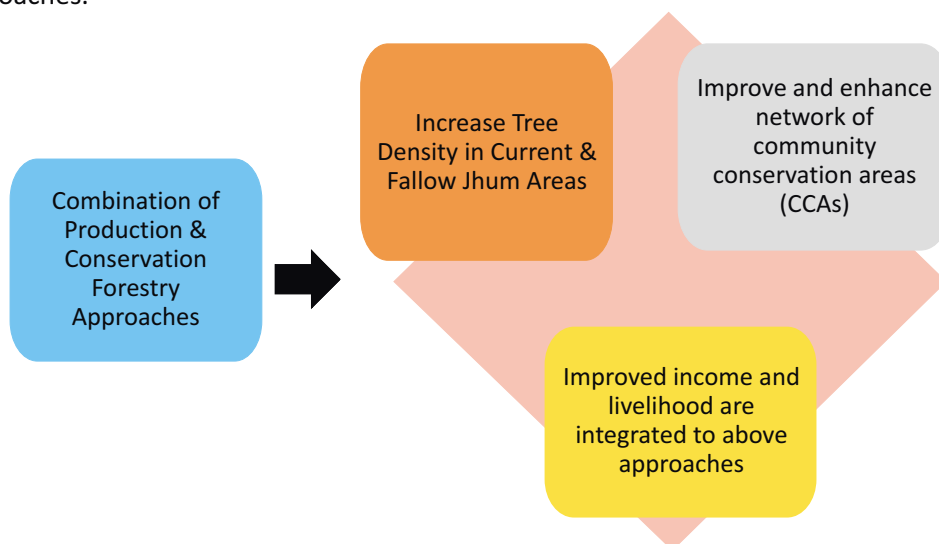 Combination of
Production &
Conservation
Forestry
Approaches
Increase Tree
Density in Current &
Fallow Jhum Areas
Improve and enhance
network of
community
conservation areas
(CCAs)
Improved income and
livelihood are
integrated to above
approaches